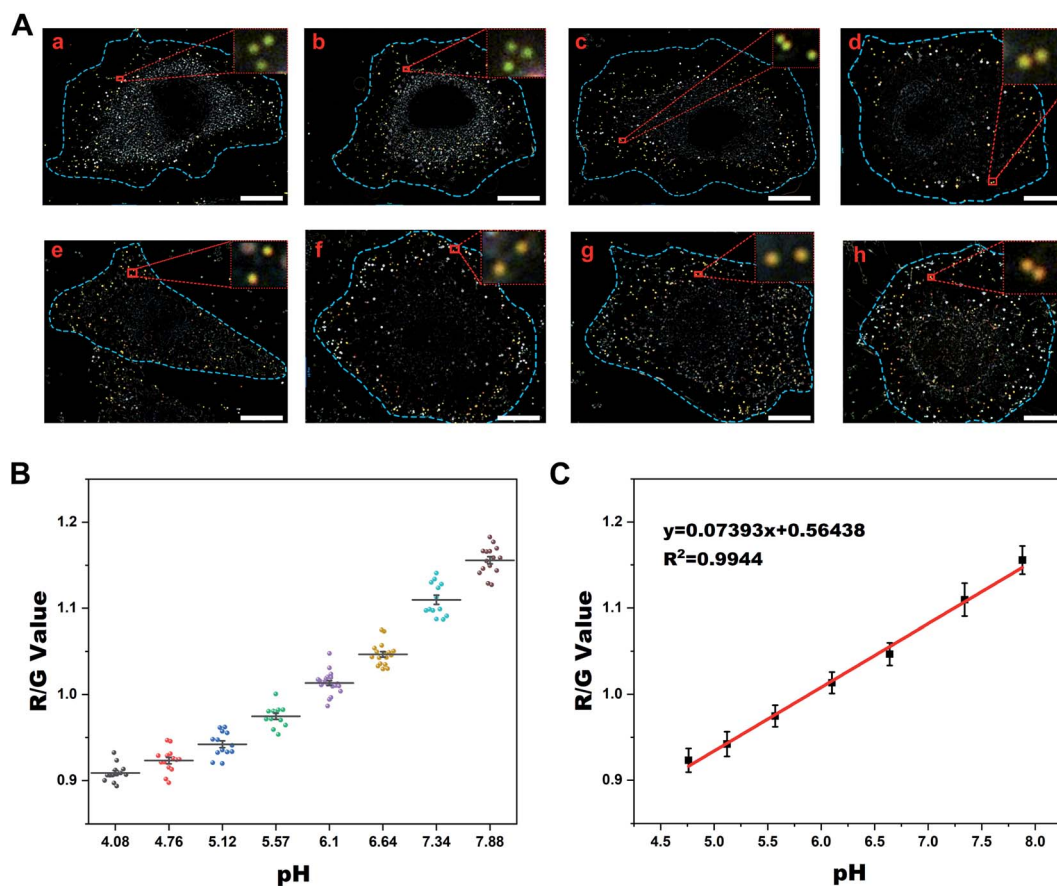 A
a
b
c
d
e
f
g
h
B
R/G Value
1.2
1.1
1.0
0.9
4.08 4.76 5.12 5.57 6.1 6.64 7.34 7.88
pH
C
y=0.07393x+0.56438
R²=0.9944
R/G Value
1.2
1.1
1.0
0.9
4.5 5.0 5.5 6.0 6.5 7.0 7.5 8.0
pH